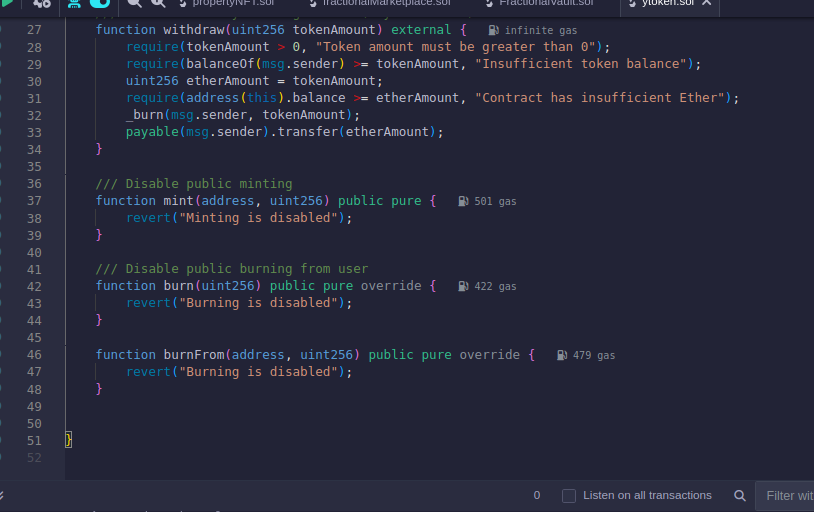 propertyNFT.sol fractionalMarketplace.sol FractionalVault.sol ytoken.sol
27 function withdraw(uint256 tokenAmount) external { infinite gas
28 require(tokenAmount > 0, "Token amount must be greater than 0");
29 require(balanceOf(msg.sender) >= tokenAmount, "Insufficient token balance");
30 uint256 etherAmount = tokenAmount;
31 require(address(this).balance >= etherAmount, "Contract has insufficient Ether");
32 _burn(msg.sender, tokenAmount);
33 payable(msg.sender).transfer(etherAmount);
34 }
35
36 /// Disable public minting
37 function mint(address, uint256) public pure { 501 gas
38 revert("Minting is disabled");
39 }
40
41 /// Disable public burning from user
42 function burn(uint256) public pure override { 422 gas
43 revert("Burning is disabled");
44 }
45
46 function burnFrom(address, uint256) public pure override { 479 gas
47 revert("Burning is disabled");
48 }
49
50
51 }
52
0 Listen on all transactions Filter wit